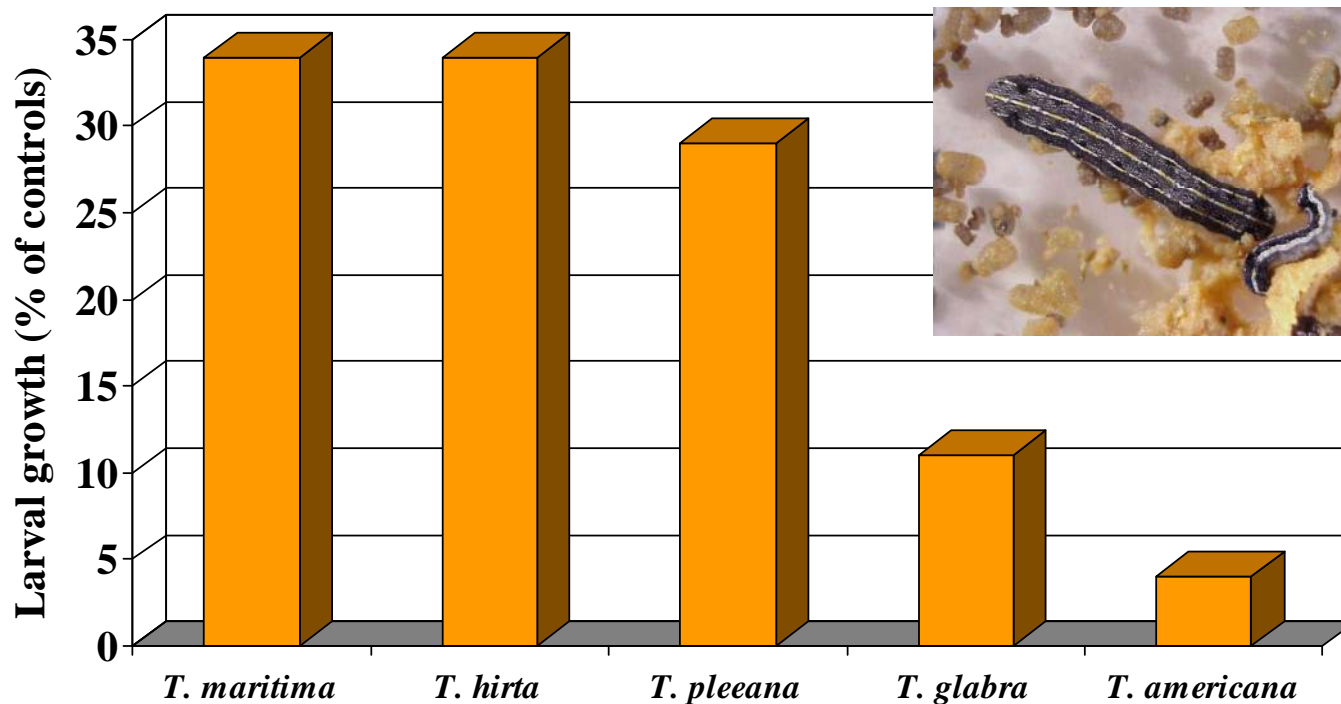 Larval growth (% of controls)
35
30
25
20
15
10
5
0
T. maritima
T. hirta
T. pleeana
T. glabra
T. americana